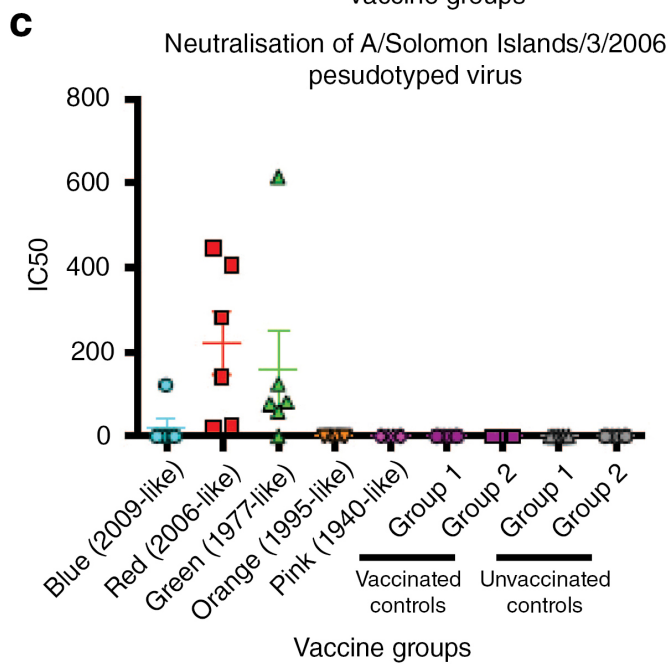 vaccine groups
c
Neutralisation of A/Solomon Islands/3/2006
pesudotyped virus
800
600
400
200
0
IC50
Blue (2009-like)
Red (2006-like)
Green (1977-like)
Orange (1995-like)
Pink (1940-like)
Group 1
Group 2
Group 1
Group 2
Vaccinated
controls
Unvaccinated
controls
Vaccine groups